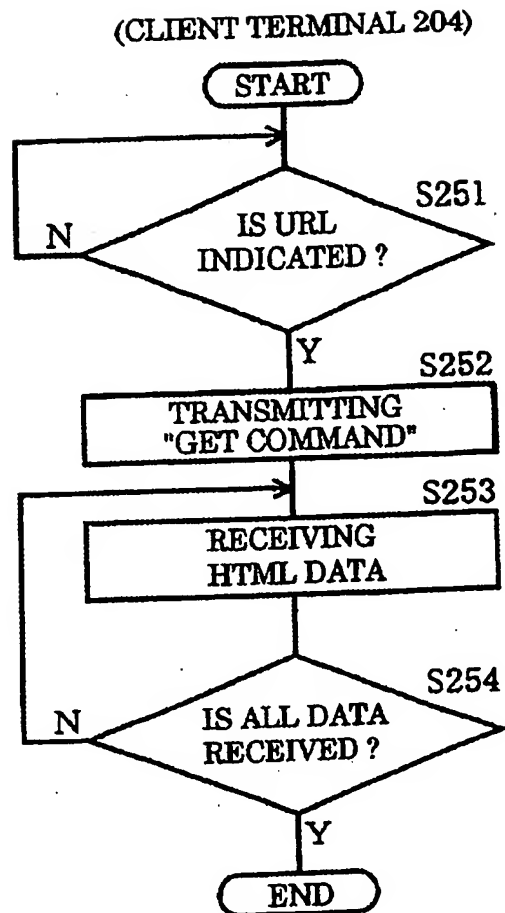 (CLIENT TERMINAL 204)
START
S251
IS URL
INDICATED ?
N
Y
S252
TRANSMITTING
"GET COMMAND"
S253
RECEIVING
HTML DATA
S254
IS ALL DATA
RECEIVED ?
N
Y
END